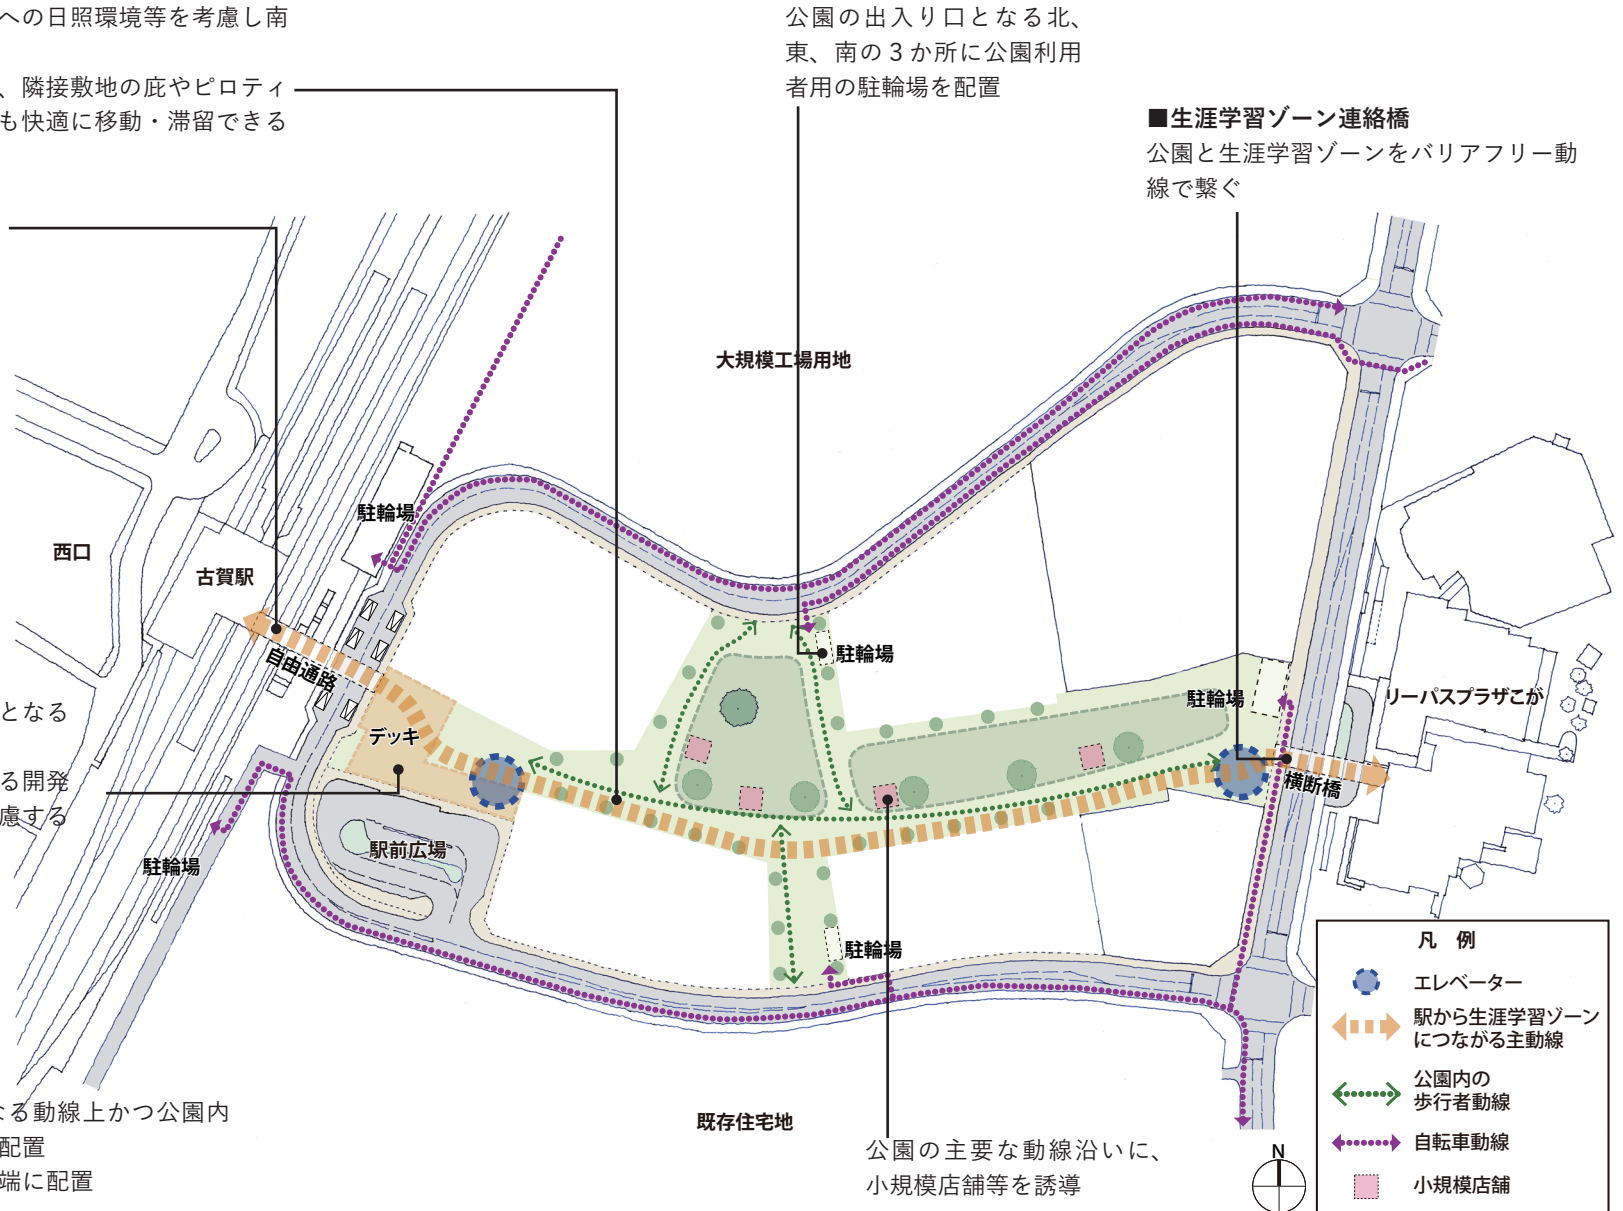 への日照環境等を考慮し南
、隣接敷地の庇やピロティ
も快適に移動・滞留できる
公園の出入り口となる北、
東、南の3か所に公園利用
者用の駐輪場を配置
■生涯学習ゾーン連絡橋
公園と生涯学習ゾーンをバリアフリー動
線で繋ぐ
大規模工場用地
駐輪場
西口
古賀駅
自由通路
駐輪場
駐輪場
リーパスプラザこが
となる
デッキ
る開発
慮する
横断橋
駅前広場
駐輪場
駐輪場
なる動線上かつ公園内
配置
端に配置
既存住宅地
公園の主要な動線沿いに、
小規模店舗等を誘導
N
凡 例
エレベーター
駅から生涯学習ゾーン
につながる主動線
公園内の
歩行者動線
自転車動線
小規模店舗